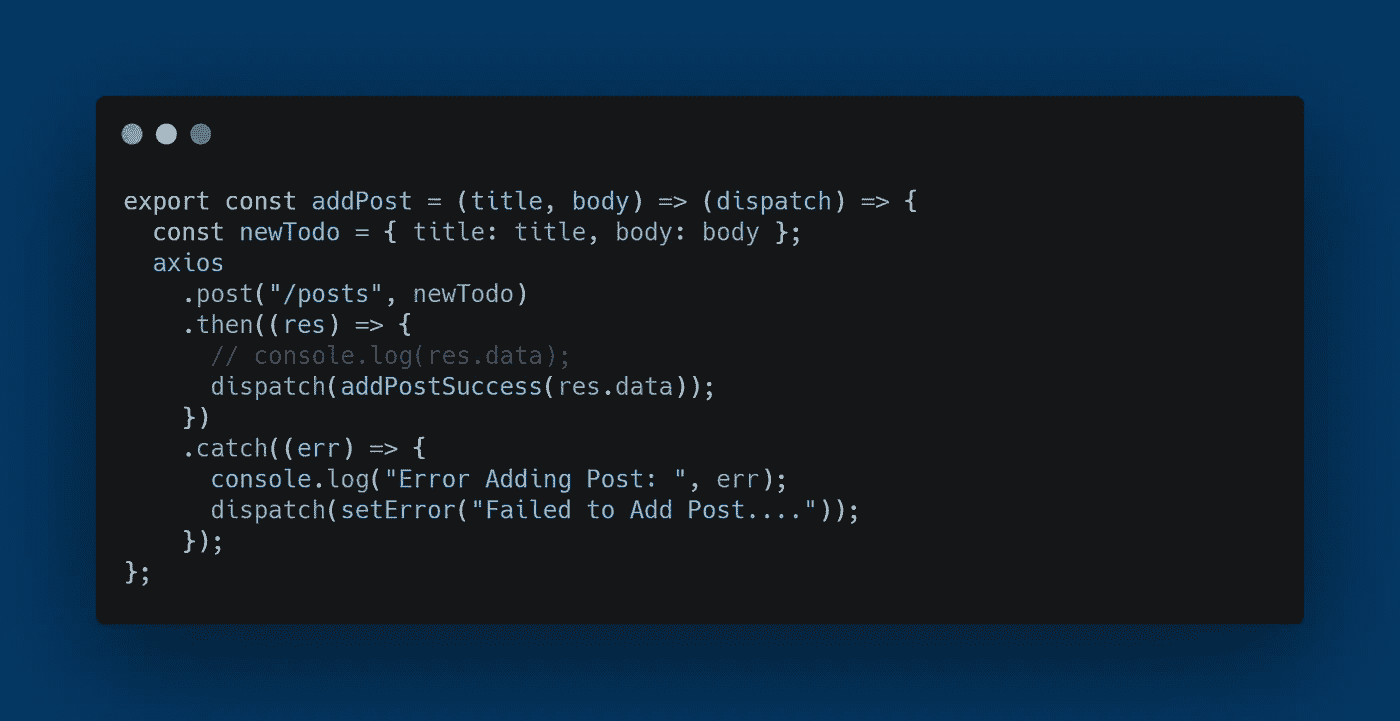 export const addPost = (title, body) => (dispatch) => {
  const newTodo = { title: title, body: body };
  axios
    .post("/posts", newTodo)
    .then((res) => {
      // console.log(res.data);
      dispatch(addPostSuccess(res.data));
    })
    .catch((err) => {
      console.log("Error Adding Post: ", err);
      dispatch(setError("Failed to Add Post...."));
    });
};